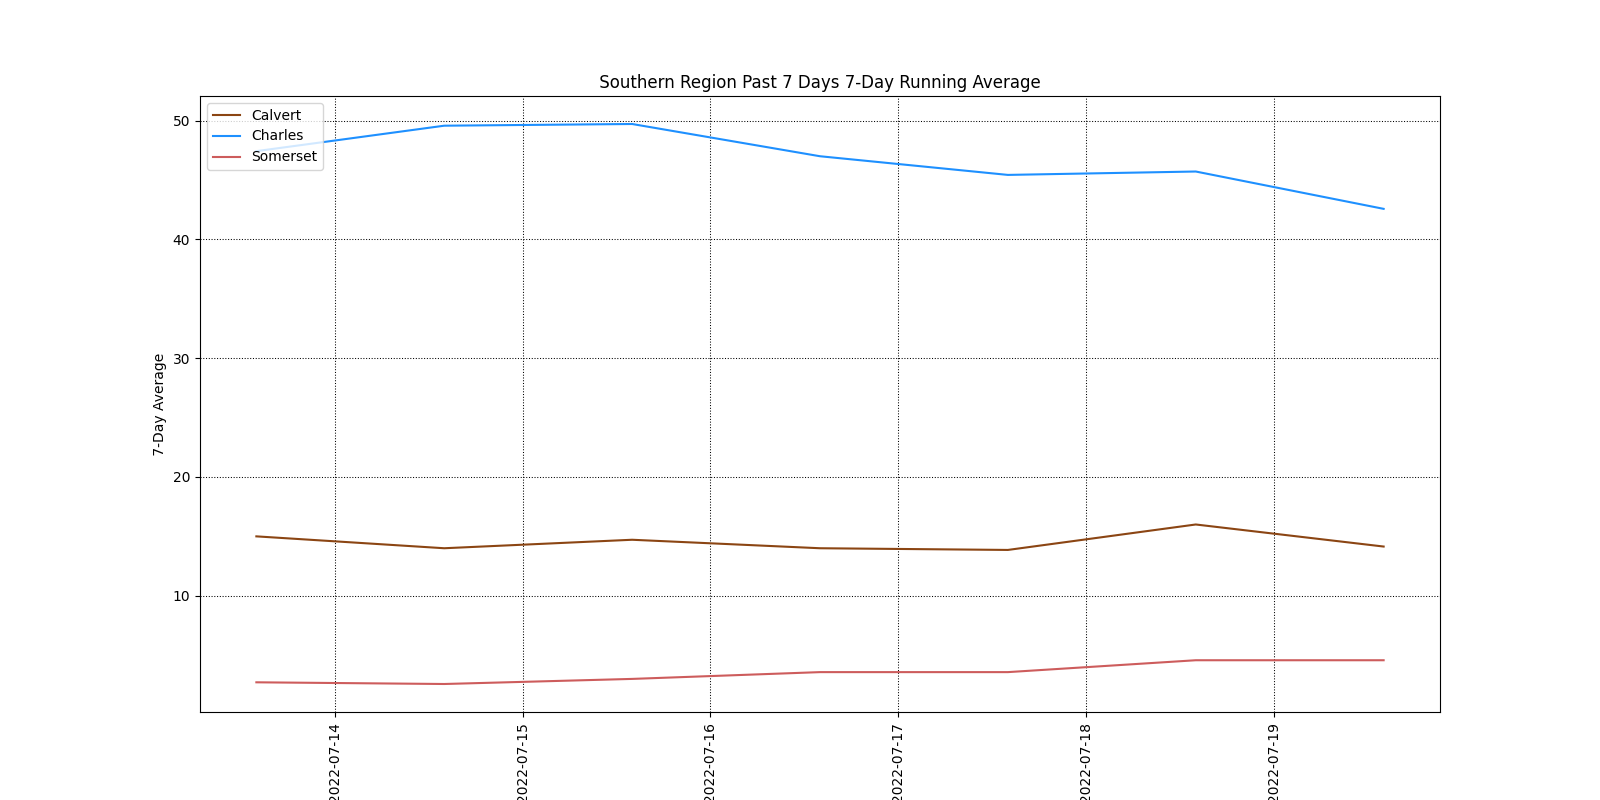 Southern Region Past 7 Days 7-Day Running Average
Calvert
Charles
Somerset
50
40
30
20
10
7-Day Average
2022-07-14
2022-07-15
2022-07-16
2022-07-17
2022-07-18
2022-07-19